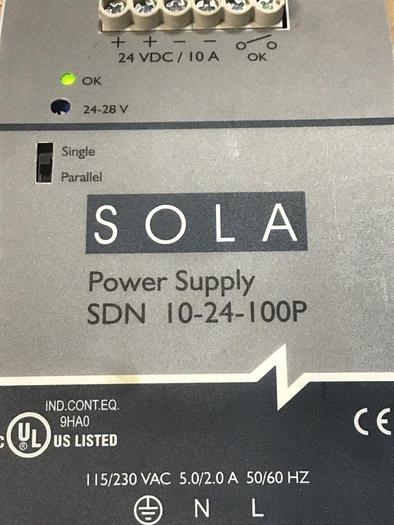 + + − −
24 VDC / 10 A OK
OK
24-28 V
Single
Parallel
SOLA
Power Supply
SDN 10-24-100P
IND.CONT.EQ.
9HA0
C UL US LISTED
CE
115/230 VAC 5.0/2.0 A 50/60 HZ
N L